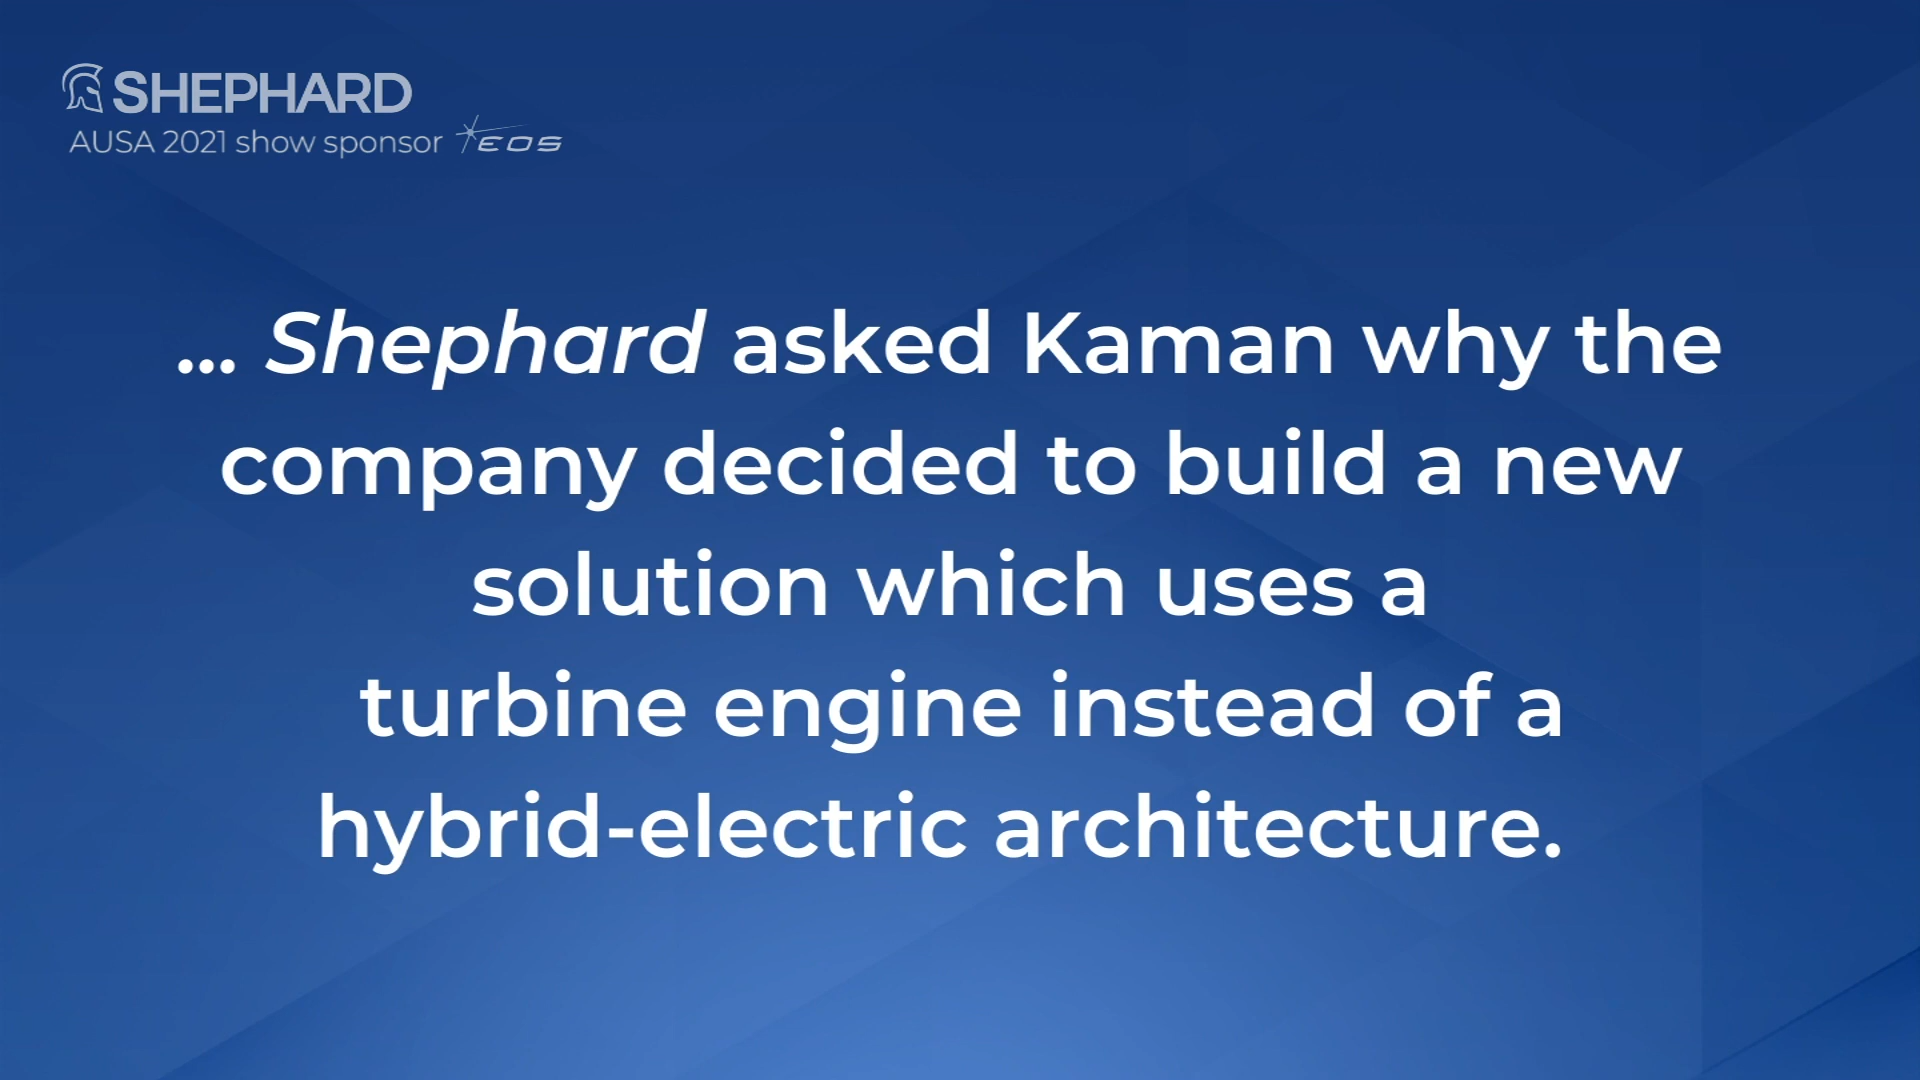 SHEPHARD
AUSA 2021 show sponsor EOS
... Shephard asked Kaman why the
company decided to build a new
solution which uses a
turbine engine instead of a
hybrid-electric architecture.